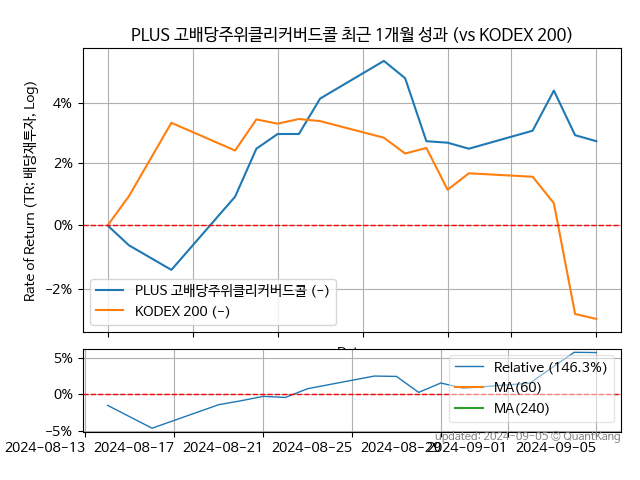 PLUS 고배당주위클리커버드콜 최근 1개월 성과 (vs KODEX 200)
Rate of Return (TR: 배당재투자, Log)
4%
2%
0%
−2%
PLUS 고배당주위클리커버드콜 (-)
KODEX 200 (-)
5%
0%
−5%
Relative (146.3%)
MA(60)
MA(240)
updated: 2024-09-05 © QuantKang
2024-08-13
2024-08-17
2024-08-21
2024-08-25
2024-08-29
2024-09-01
2024-09-05